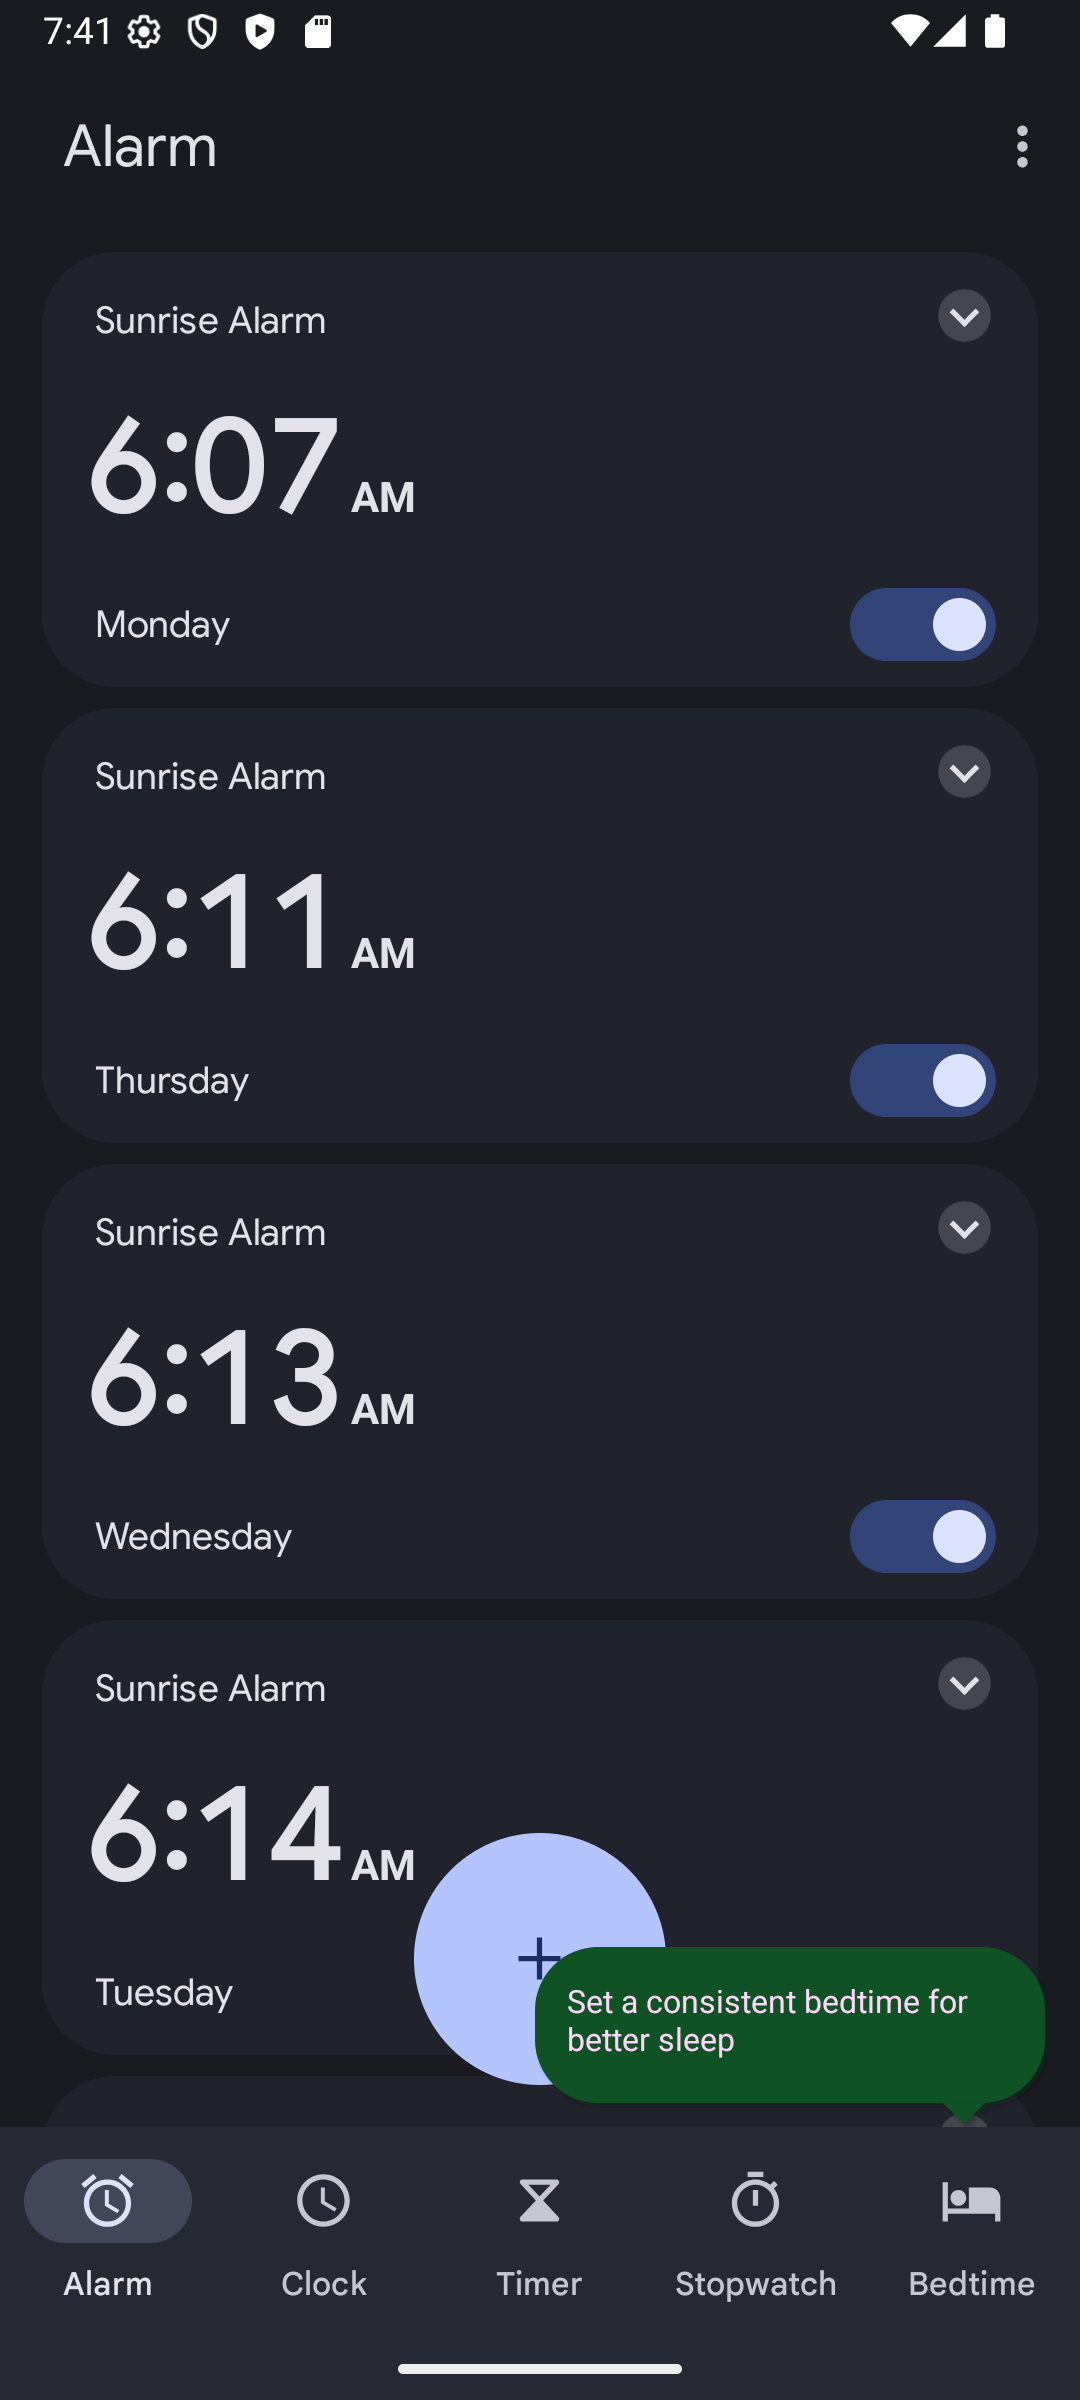 7:41
Alarm
Sunrise Alarm
6:07 AM
Monday
Sunrise Alarm
6:11 AM
Thursday
Sunrise Alarm
6:13 AM
Wednesday
Sunrise Alarm
6:14 AM
Tuesday
Set a consistent bedtime for
better sleep
Alarm
Clock
Timer
Stopwatch
Bedtime